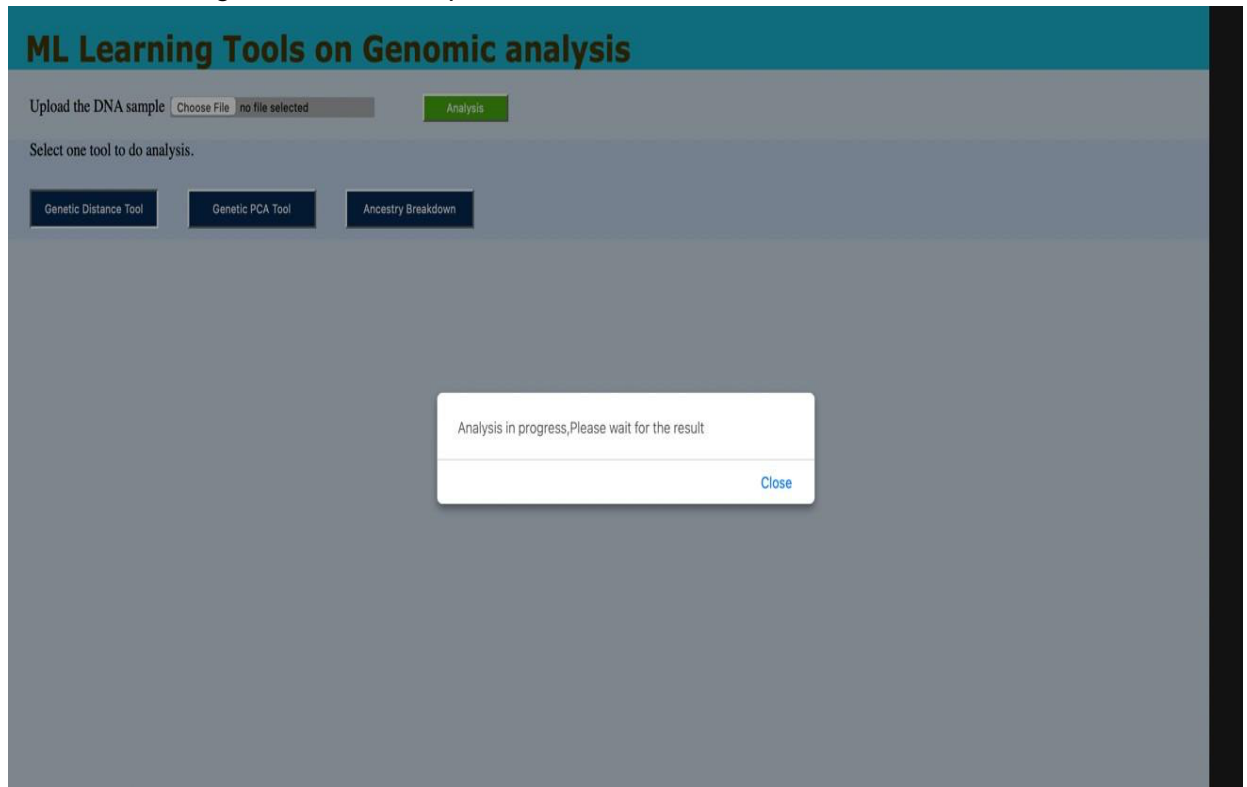 ML Learning Tools on Genomic analysis
Upload the DNA sample Choose File no file selected Analysis
Select one tool to do analysis.
Genetic Distance Tool Genetic PCA Tool Ancestry Breakdown
Analysis in progress,Please wait for the result
Close